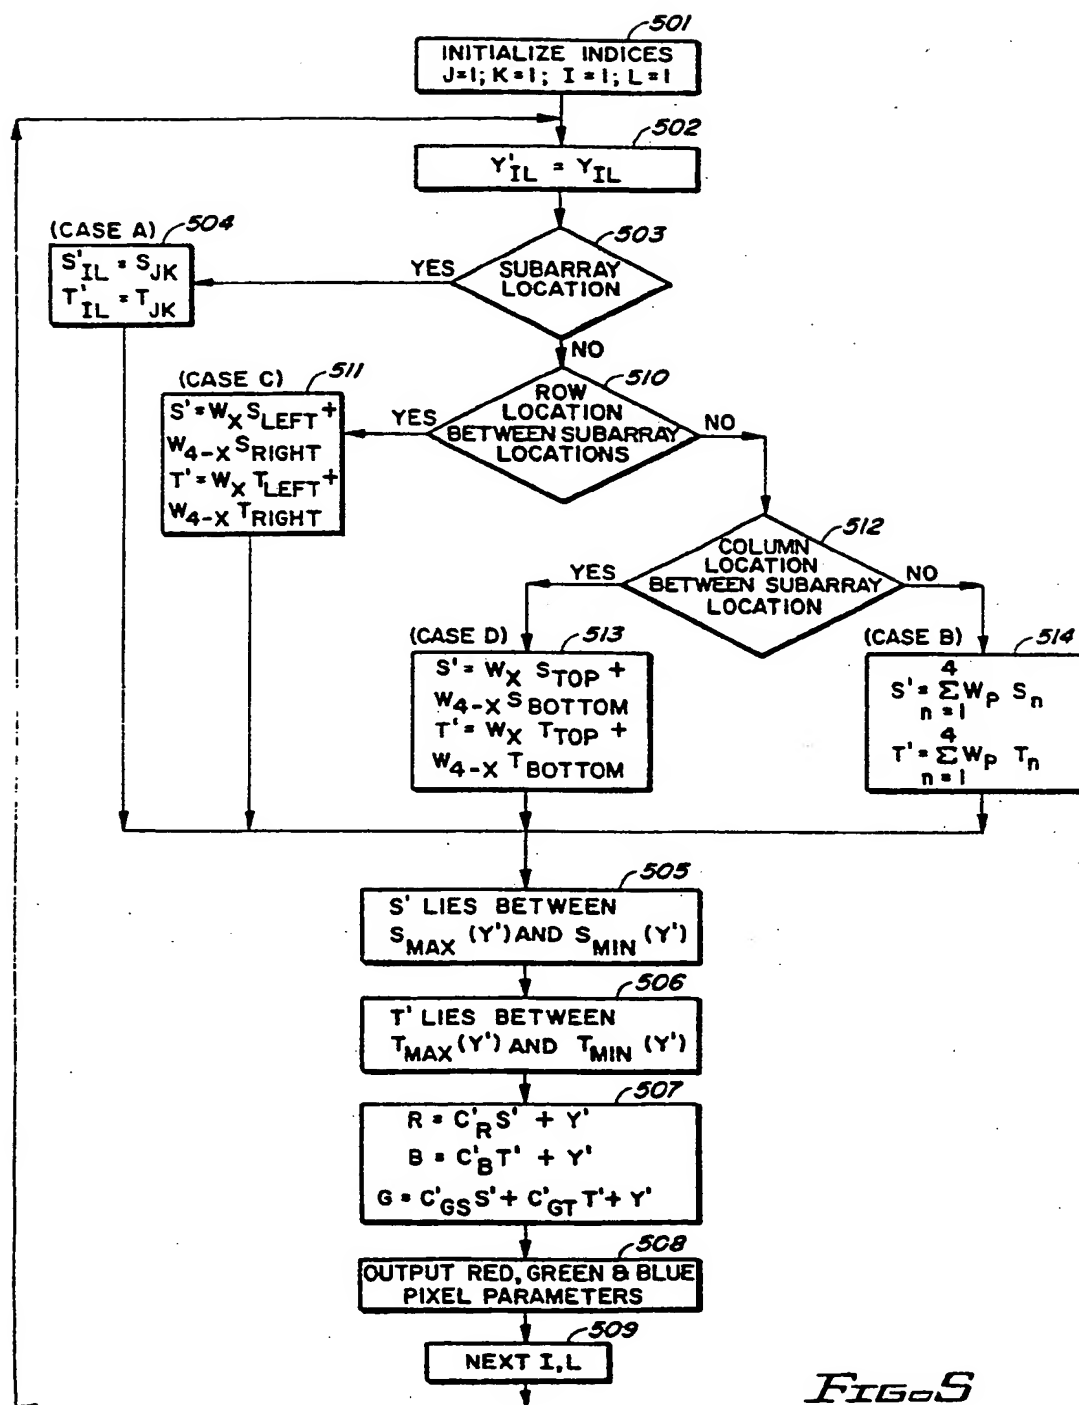 501
INITIALIZE INDICES
J=1; K=1; I=1; L=1
502
Y'IL = YIL
503
SUBARRAY
LOCATION
YES
NO
(CASE A) 504
S'IL = SJK
T'IL = TJK
510
ROW
LOCATION
BETWEEN SUBARRAY
LOCATIONS
YES
NO
(CASE C) 511
S' = WX SLEFT +
W4-X SRIGHT
T' = WX TLEFT +
W4-X TRIGHT
512
COLUMN
LOCATION
BETWEEN SUBARRAY
LOCATION
YES
NO
(CASE D) 513
S' = WX STOP +
W4-X SBOTTOM
T' = WX TTOP +
W4-X TBOTTOM
(CASE B) 514
4
S' = Σ WP Sn
n = 1
4
T' = Σ WP Tn
n = 1
505
S' LIES BETWEEN
SMAX (Y') AND SMIN (Y')
506
T' LIES BETWEEN
TMAX (Y') AND TMIN (Y')
507
R = C'R S' + Y'
B = C'B T' + Y'
G = C'GS S' + C'GT T' + Y'
508
OUTPUT RED, GREEN & BLUE
PIXEL PARAMETERS
509
NEXT I, L
FIG. 5